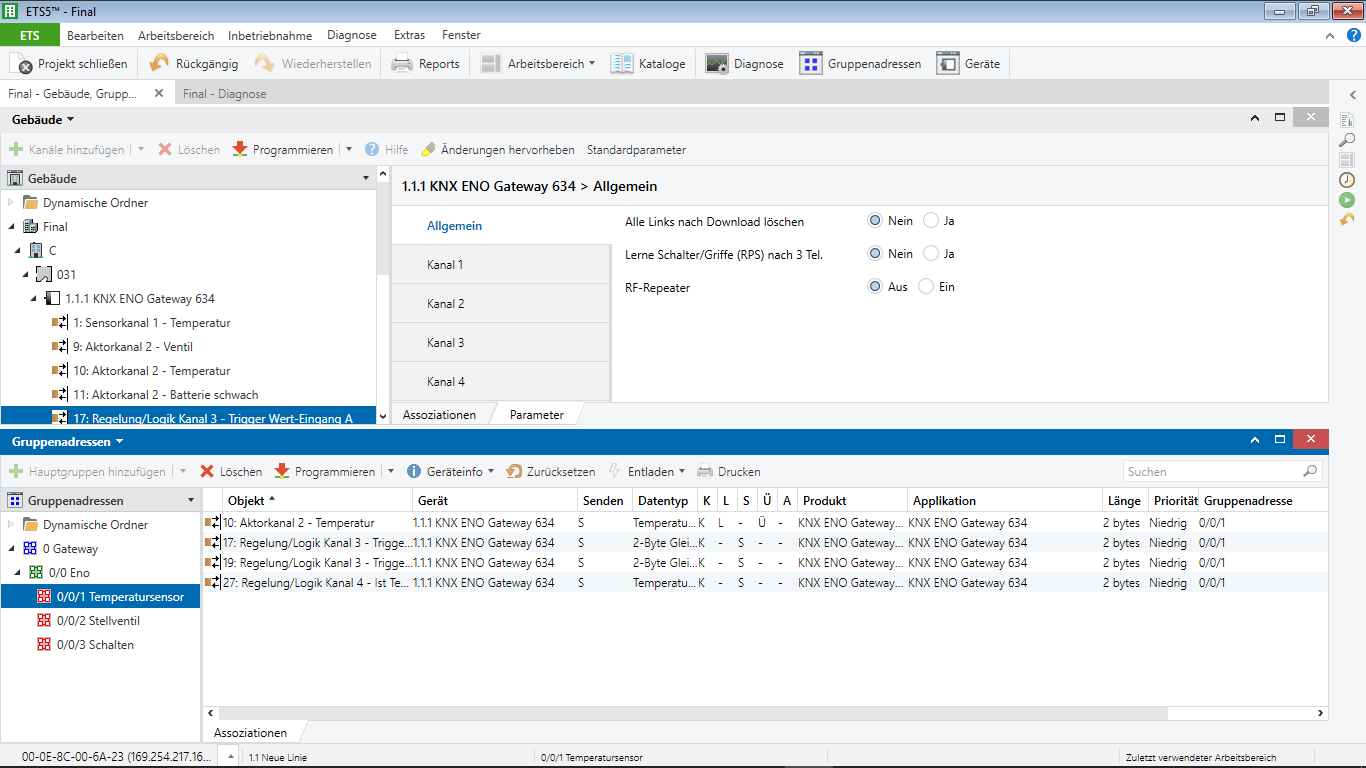 ETS5™ - Final
ETS Bearbeiten Arbeitsbereich Inbetriebnahme Diagnose Extras Fenster
Projekt schließen Rückgängig Wiederherstellen Reports Arbeitsbereich Kataloge Diagnose Gruppenadressen Geräte
Final - Gebäude, Grupp... Final - Diagnose
Gebäude
Kanäle hinzufügen Löschen Programmieren Hilfe Änderungen hervorheben Standardparameter
Gebäude
Dynamische Ordner
Final
C
031
1.1.1 KNX ENO Gateway 634
1: Sensorkanal 1 - Temperatur
9: Aktorkanal 2 - Ventil
10: Aktorkanal 2 - Temperatur
11: Aktorkanal 2 - Batterie schwach
17: Regelung/Logik Kanal 3 - Trigger Wert-Eingang A
1.1.1 KNX ENO Gateway 634 > Allgemein
Allgemein
Kanal 1
Kanal 2
Kanal 3
Kanal 4
Alle Links nach Download löschen Nein Ja
Lerne Schalter/Griffe (RPS) nach 3 Tel. Nein Ja
RF-Repeater Aus Ein
Assoziationen Parameter
Gruppenadressen
Hauptgruppen hinzufügen Löschen Programmieren Geräteinfo Zurücksetzen Entladen Drucken Suchen
Gruppenadressen
Dynamische Ordner
0 Gateway
0/0 Eno
0/0/1 Temperatursensor
0/0/2 Stellventil
0/0/3 Schalten
Objekt Gerät Senden Datentyp K L S Ü A Produkt Applikation Länge Priorität Gruppenadresse
10: Aktorkanal 2 - Temperatur 1.1.1 KNX ENO Gateway 634 S Temperatu... K L - Ü - KNX ENO Gateway... KNX ENO Gateway 634 2 bytes Niedrig 0/0/1
17: Regelung/Logik Kanal 3 - Trigge... 1.1.1 KNX ENO Gateway 634 S 2-Byte Glei... K - S - - KNX ENO Gateway... KNX ENO Gateway 634 2 bytes Niedrig 0/0/1
19: Regelung/Logik Kanal 3 - Trigge... 1.1.1 KNX ENO Gateway 634 S 2-Byte Glei... K - S - - KNX ENO Gateway... KNX ENO Gateway 634 2 bytes Niedrig 0/0/1
27: Regelung/Logik Kanal 4 - Ist Te... 1.1.1 KNX ENO Gateway 634 S Temperatu... K - S - - KNX ENO Gateway... KNX ENO Gateway 634 2 bytes Niedrig 0/0/1
Assoziationen
00-0E-8C-00-6A-23 (169.254.217.16... 1.1 Neue Linie 0/0/1 Temperatursensor Zuletzt verwendeter Arbeitsbereich